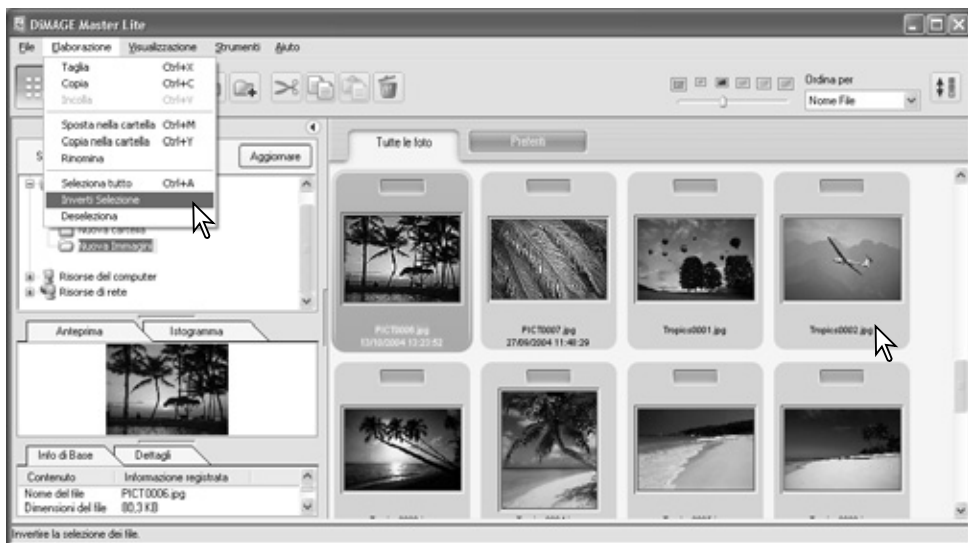 DiMAGE Master Lite
File Elaborazione Visualizzazione Strumenti Aiuto
Taglia Ctrl+X
Copia Ctrl+C
Incolla Ctrl+V
Sposta nella cartella Ctrl+M
Copia nella cartella Ctrl+Y
Rinomina
Seleziona tutto Ctrl+A
Inverti Selezione
Deseleziona
Ordina per
Nome File
S
Aggiornare
Nuova cartella
Nuova Immagini
Risorse del computer
Risorse di rete
Anteprima Istogramma
Info di Base Dettagli
Contenuto Informazione registrata
Nome del file PICT0006.jpg
Dimensioni del file 80,3 KB
Tutte le foto Preferiti
PICT0006.jpg
13/10/2004 13:23:52
PICT0007.jpg
27/09/2004 11:48:29
Tropics0001.jpg
Tropics0002.jpg
Invertire la selezione dei file.